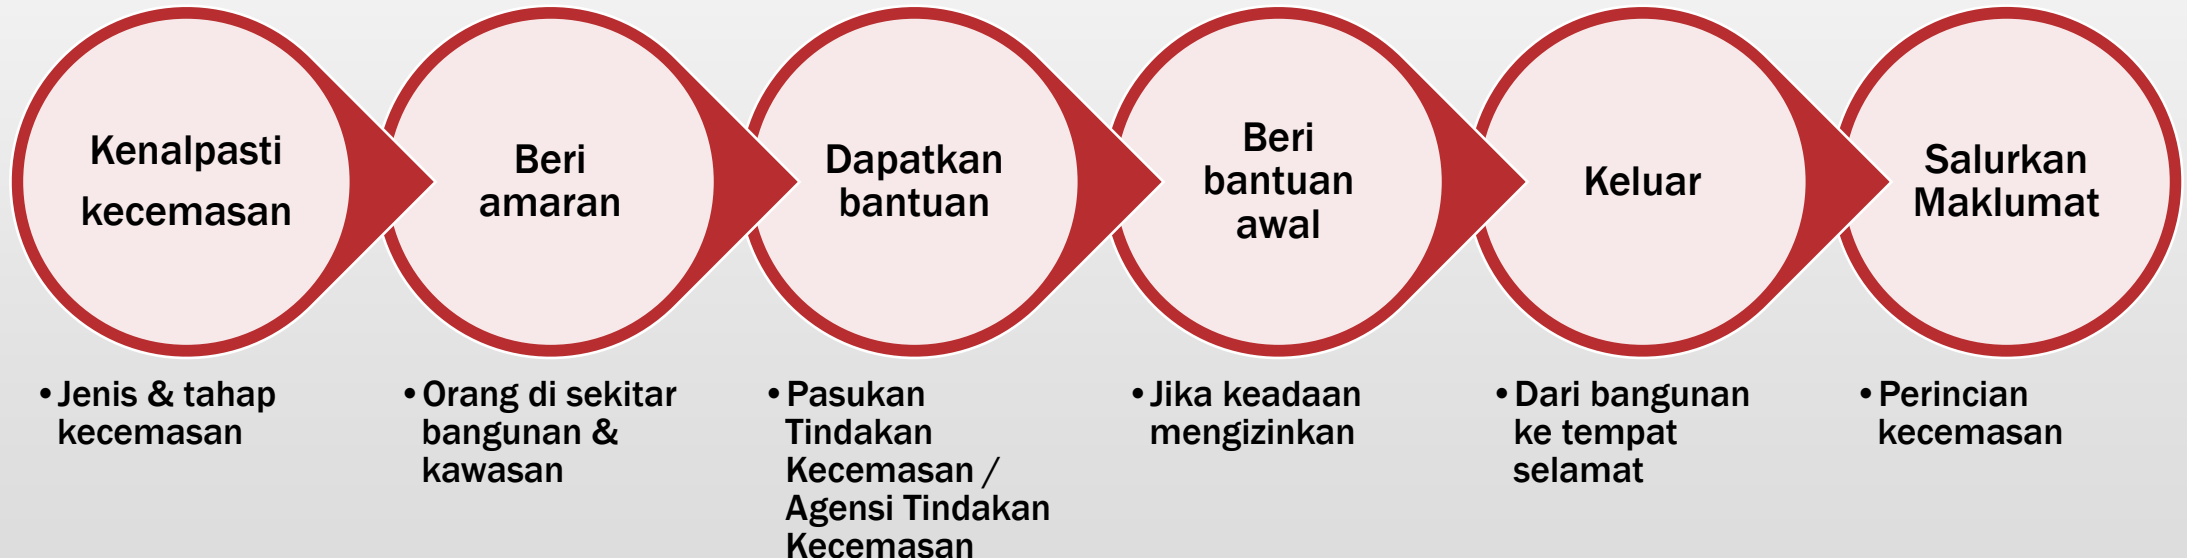 Kenalpasti
kecemasan
Beri
amaran
Dapatkan
bantuan
Beri
bantuan
awal
Keluar
Salurkan
Maklumat
•Jenis & tahap
kecemasan
•Orang di sekitar
bangunan &
kawasan
•Pasukan
Tindakan
Kecemasan /
Agensi Tindakan
Kecemasan
•Jika keadaan
mengizinkan
•Dari bangunan
ke tempat
selamat
•Perincian
kecemasan